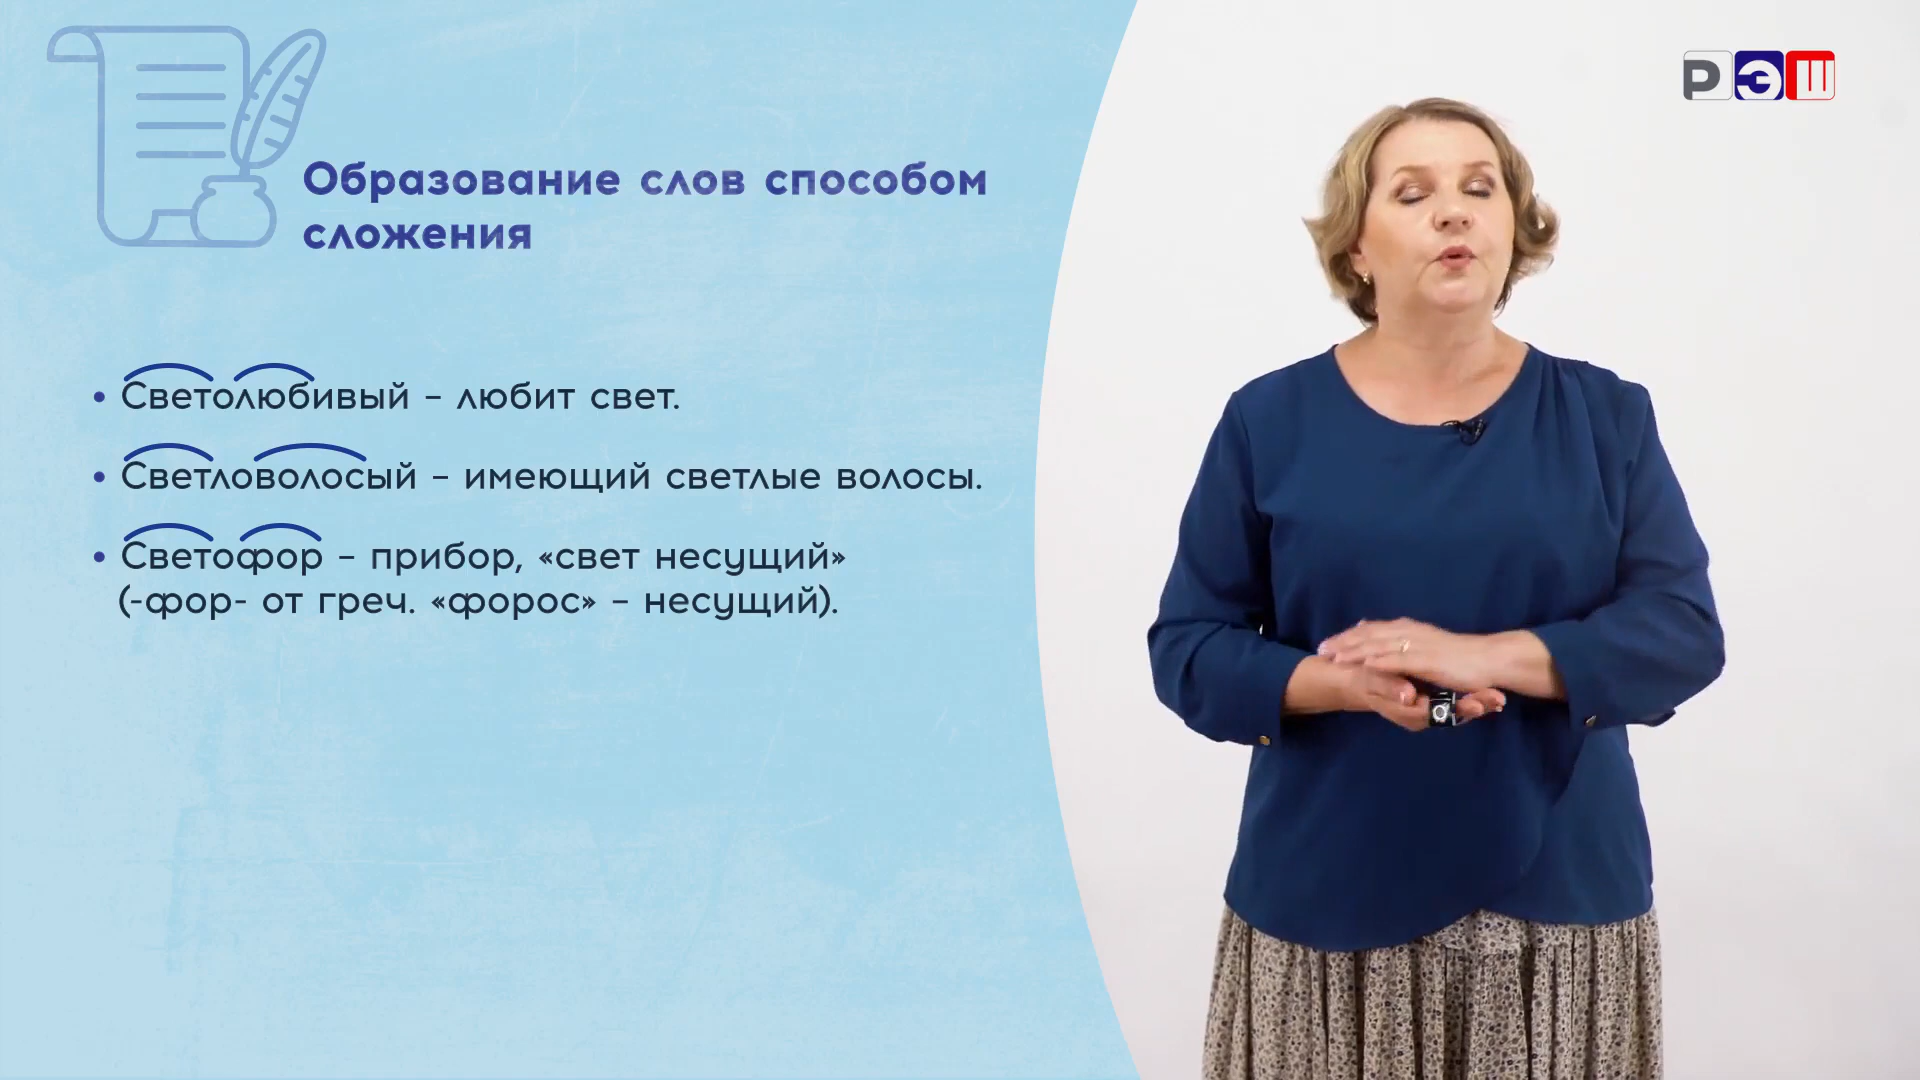 РЭШ
Образование слов способом
сложения
• Светолюбивый – любит свет.
• Светловолосый – имеющий светлые волосы.
• Светофор – прибор, «свет несущий»
(-фор- от греч. «форос» – несущий).